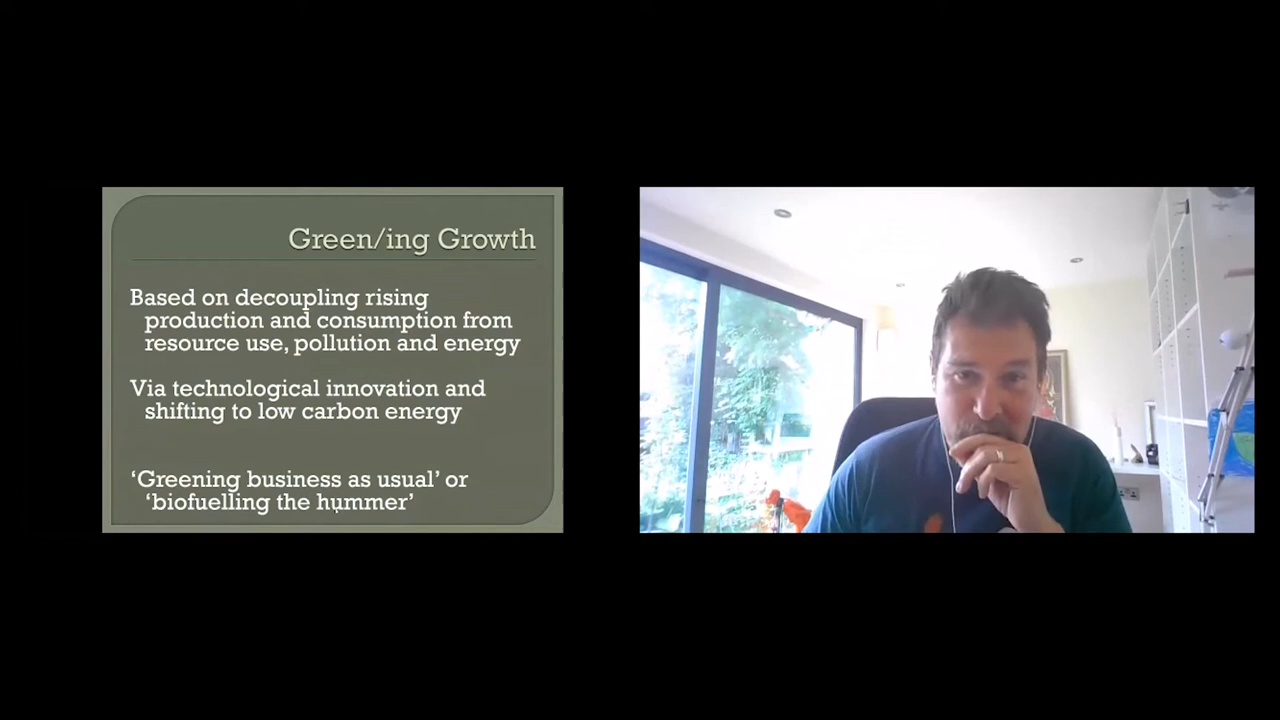 Green/ing Growth
Based on decoupling rising
production and consumption from
resource use, pollution and energy
Via technological innovation and
shifting to low carbon energy
‘Greening business as usual’ or
‘biofuelling the hummer’